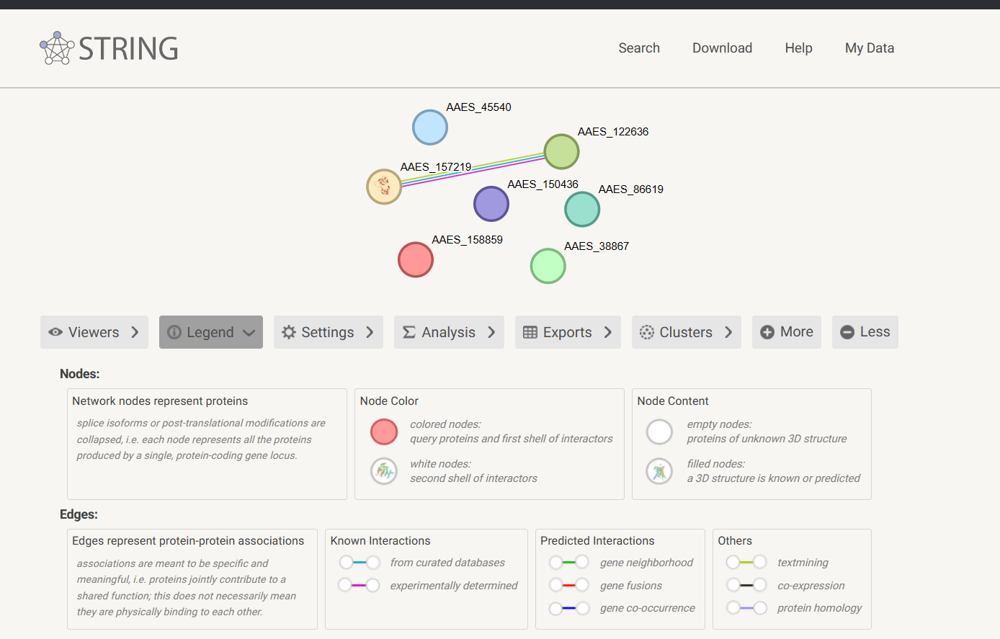 STRING
Search Download Help My Data
AAES_45540
AAES_122636
AAES_157219
AAES_150436
AAES_86619
AAES_158859
AAES_38867
Viewers Legend Settings Analysis Exports Clusters More Less
Nodes:
Network nodes represent proteins
splice isoforms or post-translational modifications are
collapsed, i.e. each node represents all the proteins
produced by a single, protein-coding gene locus.
Node Color
colored nodes:
query proteins and first shell of interactors
white nodes:
second shell of interactors
Node Content
empty nodes:
proteins of unknown 3D structure
filled nodes:
a 3D structure is known or predicted
Edges:
Edges represent protein-protein associations
associations are meant to be specific and
meaningful, i.e. proteins jointly contribute to a
shared function; this does not necessarily mean
they are physically binding to each other.
Known Interactions
from curated databases
experimentally determined
Predicted Interactions
gene neighborhood
gene fusions
gene co-occurrence
Others
textmining
co-expression
protein homology